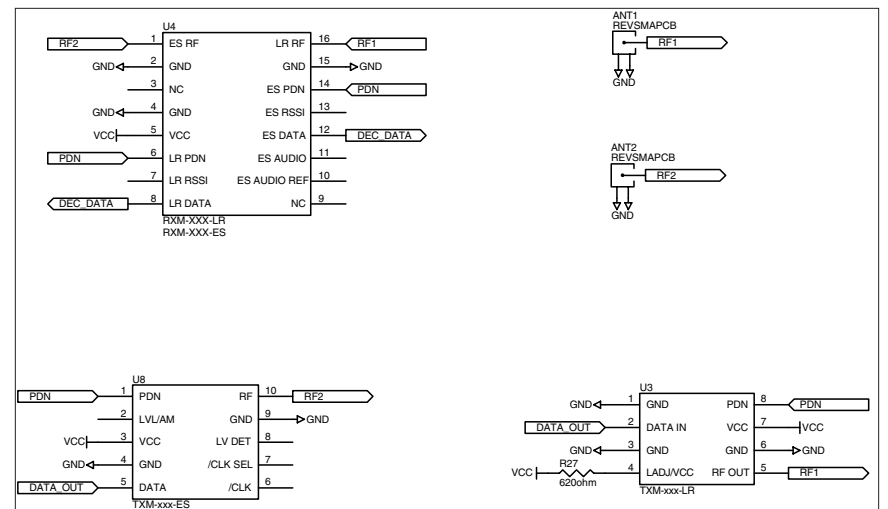 U4
RF2 1 ES RF LR RF 16 RF1
GND 2 GND GND 15 GND
3 NC ES PDN 14 PDN
GND 4 GND ES RSSI 13
VCC 5 VCC ES DATA 12 DEC_DATA
PDN 6 LR PDN ES AUDIO 11
7 LR RSSI ES AUDIO REF 10
DEC_DATA 8 LR DATA NC 9
RXM-XXX-LR
RXM-XXX-ES
ANT1
REVSMAPCB
RF1
GND
ANT2
REVSMAPCB
RF2
GND
U8
PDN 1 PDN RF 10 RF2
2 LVL/AM GND 9 GND
VCC 3 VCC LV DET 8
GND 4 GND /CLK SEL 7
DATA_OUT 5 DATA /CLK 6
TXM-xxx-ES
U3
GND 1 GND PDN 8 PDN
DATA_OUT 2 DATA IN VCC 7 VCC
GND 3 GND GND 6 GND
VCC R27 4 LADJ/VCC RF OUT 5 RF1
620ohm
TXM-xxx-LR